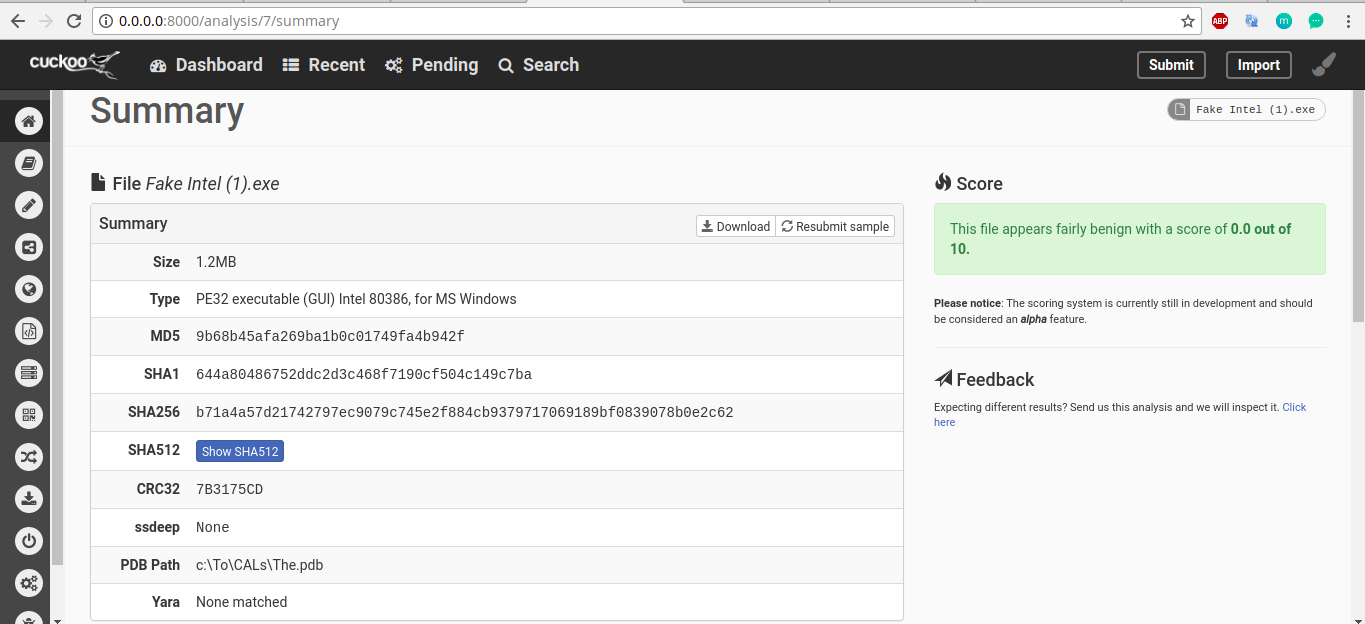 0.0.0.0:8000/analysis/7/summary
ABP
m
cuckoo
Dashboard
Recent
Pending
Search
Submit
Import
Summary
Fake Intel (1).exe
File Fake Intel (1).exe
Summary
Download
Resubmit sample
Size 1.2MB
Type PE32 executable (GUI) Intel 80386, for MS Windows
MD5 9b68b45afa269ba1b0c01749fa4b942f
SHA1 644a80486752ddc2d3c468f7190cf504c149c7ba
SHA256 b71a4a57d21742797ec9079c745e2f884cb9379717069189bf0839078b0e2c62
SHA512 Show SHA512
CRC32 7B3175CD
ssdeep None
PDB Path c:\To\CALs\The.pdb
Yara None matched
Score
This file appears fairly benign with a score of 0.0 out of
10.
Please notice: The scoring system is currently still in development and should
be considered an alpha feature.
Feedback
Expecting different results? Send us this analysis and we will inspect it. Click
here